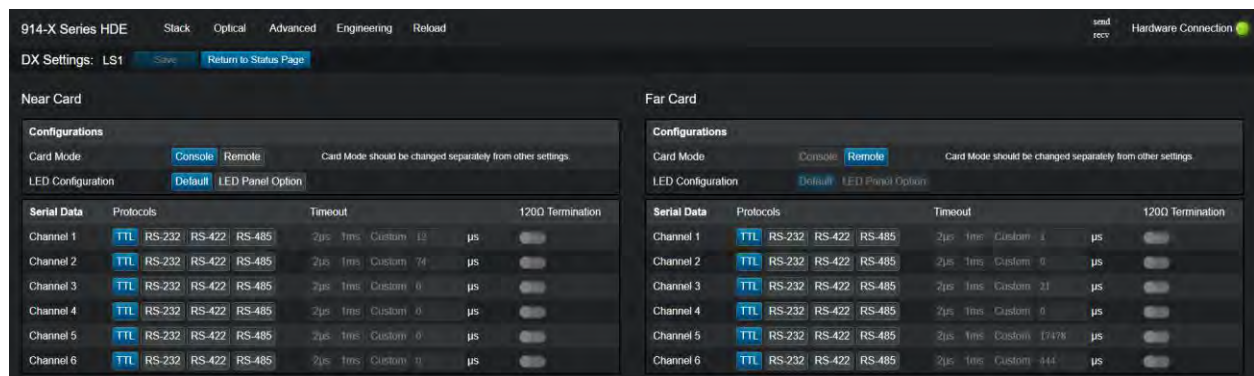 914-X Series HDE Stack Optical Advanced Engineering Reload send recv Hardware Connection
DX Settings: LS1 Save Return to Status Page
Near Card
Configurations
Card Mode Console Remote Card Mode should be changed separately from other settings
LED Configuration Default LED Panel Option
Serial Data Protocols Timeout 120Ω Termination
Channel 1 TTL RS-232 RS-422 RS-485 2µs 1ms Custom 12 µs
Channel 2 TTL RS-232 RS-422 RS-485 2µs 1ms Custom 74 µs
Channel 3 TTL RS-232 RS-422 RS-485 2µs 1ms Custom 0 µs
Channel 4 TTL RS-232 RS-422 RS-485 2µs 1ms Custom 0 µs
Channel 5 TTL RS-232 RS-422 RS-485 2µs 1ms Custom 0 µs
Channel 6 TTL RS-232 RS-422 RS-485 2µs 1ms Custom 0 µs
Far Card
Configurations
Card Mode Console Remote Card Mode should be changed separately from other settings
LED Configuration Default LED Panel Option
Serial Data Protocols Timeout 120Ω Termination
Channel 1 TTL RS-232 RS-422 RS-485 2µs 1ms Custom 1 µs
Channel 2 TTL RS-232 RS-422 RS-485 2µs 1ms Custom 0 µs
Channel 3 TTL RS-232 RS-422 RS-485 2µs 1ms Custom 21 µs
Channel 4 TTL RS-232 RS-422 RS-485 2µs 1ms Custom 0 µs
Channel 5 TTL RS-232 RS-422 RS-485 2µs 1ms Custom µs
Channel 6 TTL RS-232 RS-422 RS-485 2µs 1ms Custom 444 µs